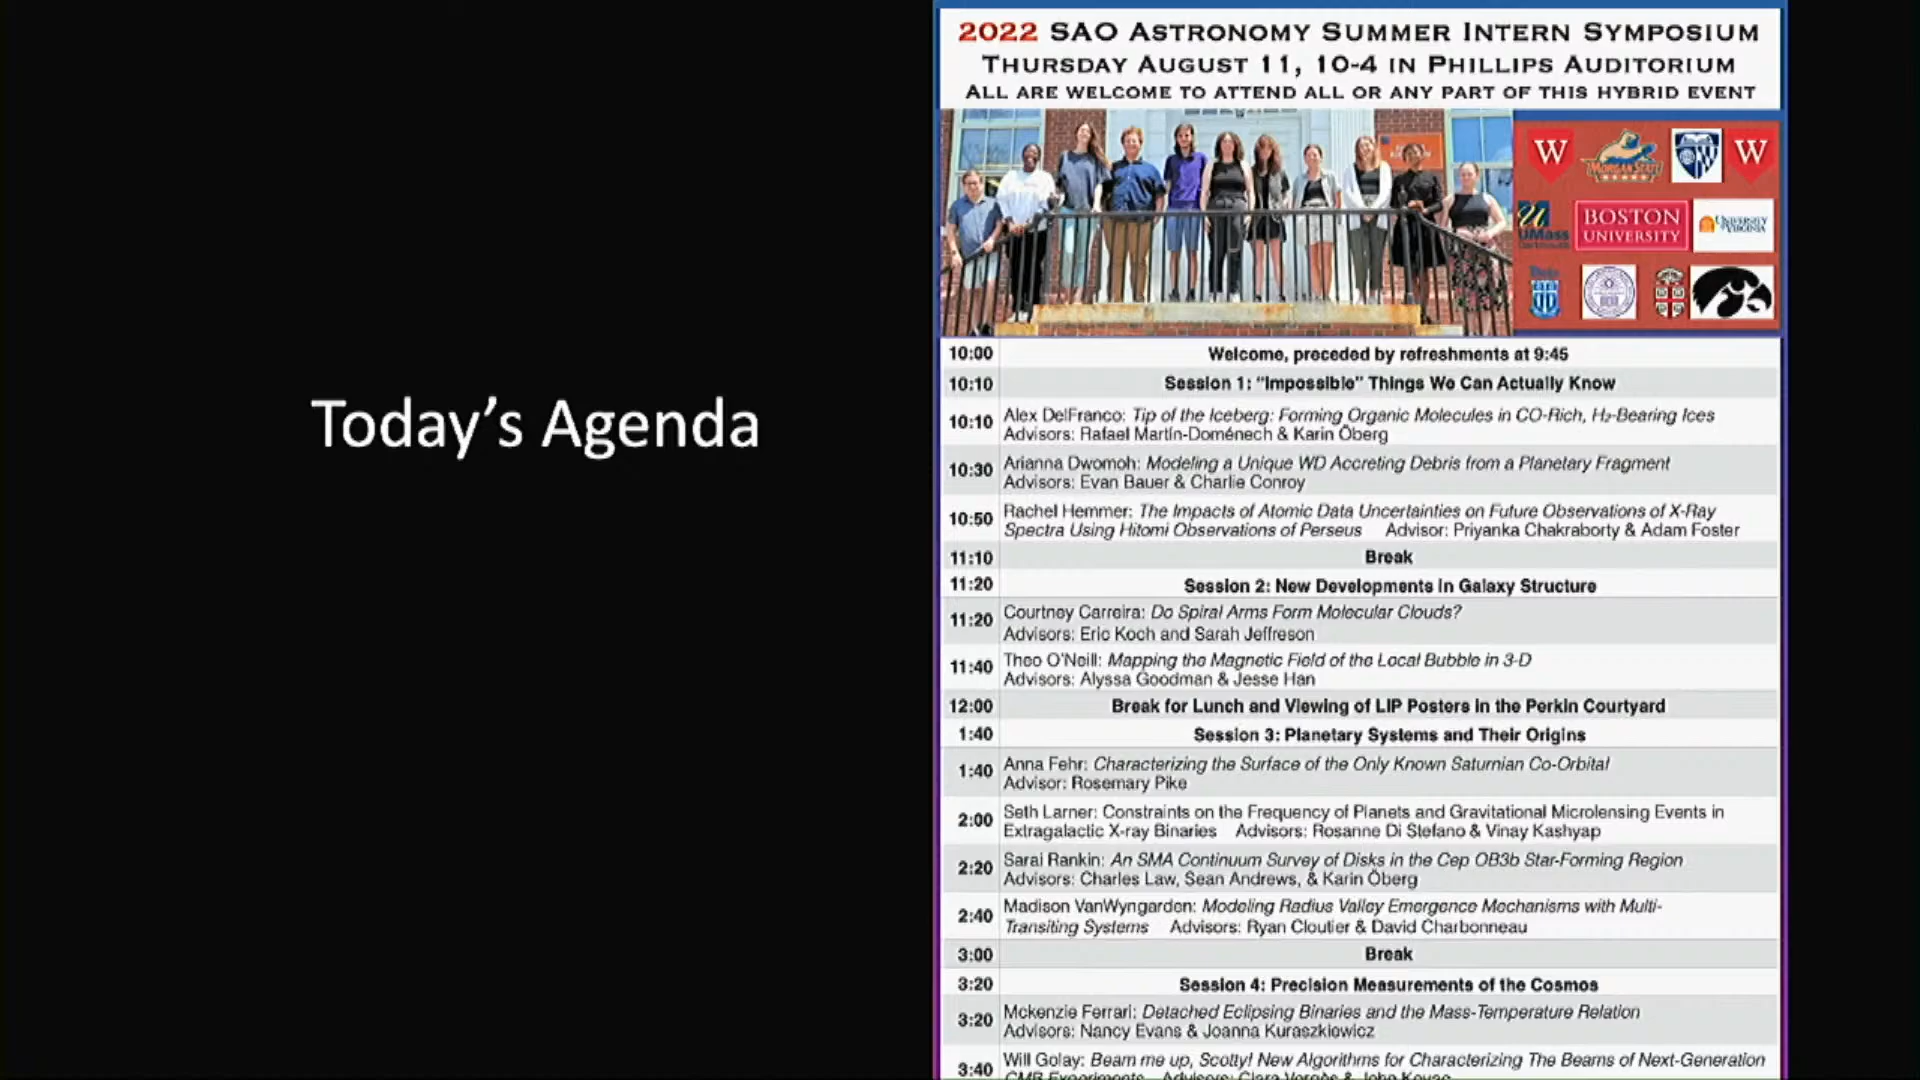 Today's Agenda
2022 SAO Astronomy Summer Intern Symposium
Thursday August 11, 10-4 in Phillips Auditorium
All are welcome to attend all or any part of this hybrid event
W
Morgan State
W
UMass
Dartmouth
BOSTON
UNIVERSITY
UNIVERSITY
VIRGINIA
10:00 Welcome, preceded by refreshments at 9:45
10:10 Session 1: “Impossible” Things We Can Actually Know
10:10 Alex DelFranco: Tip of the Iceberg: Forming Organic Molecules in CO-Rich, H₂-Bearing Ices
Advisors: Rafael Martín-Doménech & Karin Öberg
10:30 Arianna Dwomoh: Modeling a Unique WD Accreting Debris from a Planetary Fragment
Advisors: Evan Bauer & Charlie Conroy
10:50 Rachel Hemmer: The Impacts of Atomic Data Uncertainties on Future Observations of X-Ray
Spectra Using Hitomi Observations of Perseus Advisor: Priyanka Chakraborty & Adam Foster
11:10 Break
11:20 Session 2: New Developments in Galaxy Structure
11:20 Courtney Carreira: Do Spiral Arms Form Molecular Clouds?
Advisors: Eric Koch and Sarah Jeffreson
11:40 Theo O'Neill: Mapping the Magnetic Field of the Local Bubble in 3-D
Advisors: Alyssa Goodman & Jesse Han
12:00 Break for Lunch and Viewing of LIP Posters in the Perkin Courtyard
1:40 Session 3: Planetary Systems and Their Origins
1:40 Anna Fehr: Characterizing the Surface of the Only Known Saturnian Co-Orbital
Advisor: Rosemary Pike
2:00 Seth Larner: Constraints on the Frequency of Planets and Gravitational Microlensing Events in
Extragalactic X-ray Binaries Advisors: Rosanne Di Stefano & Vinay Kashyap
2:20 Sarai Rankin: An SMA Continuum Survey of Disks in the Cep OB3b Star-Forming Region
Advisors: Charles Law, Sean Andrews, & Karin Öberg
2:40 Madison VanWyngarden: Modeling Radius Valley Emergence Mechanisms with Multi-
Transiting Systems Advisors: Ryan Cloutier & David Charbonneau
3:00 Break
3:20 Session 4: Precision Measurements of the Cosmos
3:20 Mckenzie Ferrari: Detached Eclipsing Binaries and the Mass-Temperature Relation
Advisors: Nancy Evans & Joanna Kuraszkiewicz
3:40 Will Golay: Beam me up, Scotty! New Algorithms for Characterizing The Beams of Next-Generation
CMB Experiments Advisors: Clara Vergès & John Kovac